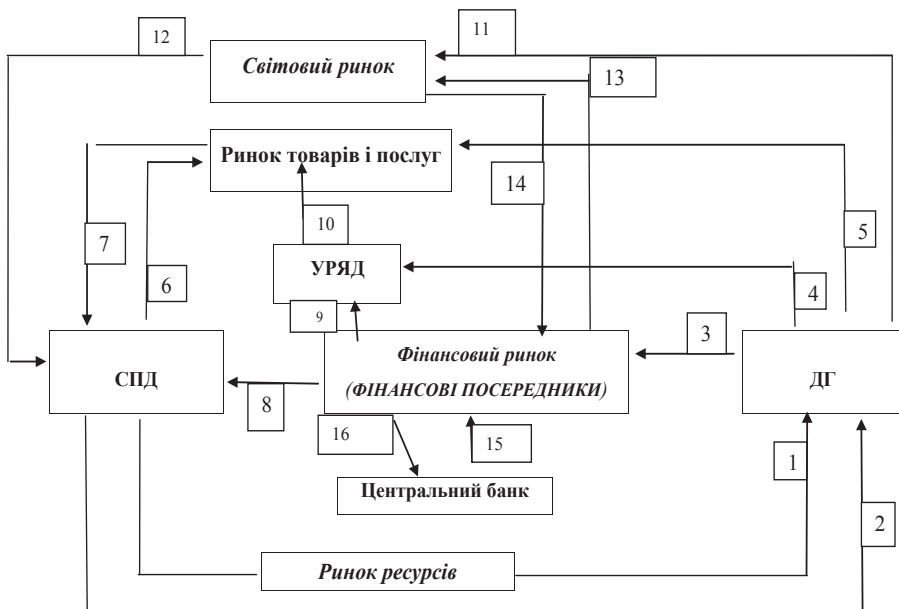 12
11
Світовий ринок
13
Ринок товарів і послуг
14
10
7
6
5
УРЯД
4
9
3
СПД
Фінансовий ринок
(ФІНАНСОВІ ПОСЕРЕДНИКИ)
ДГ
8
16
15
1
Центральний банк
2
Ринок ресурсів